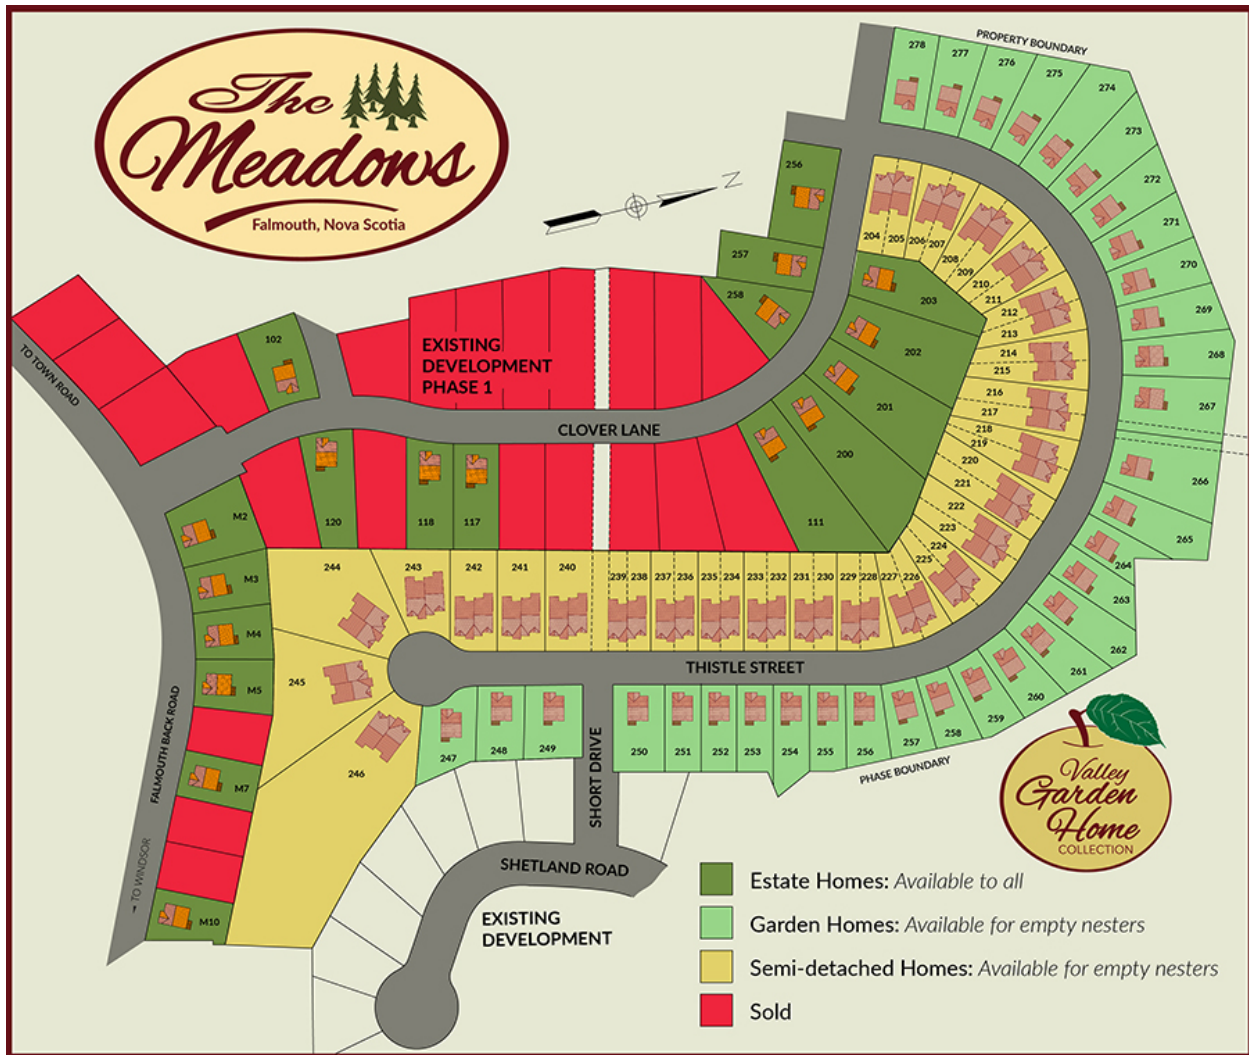 The
Meadows
Falmouth, Nova Scotia
N
PROPERTY BOUNDARY
278
277
276
275
274
273
272
271
270
269
268
267
266
265
264
263
262
261
260
259
258
257
256
255
254
253
252
251
250
249
248
247
256
257
258
204
205
206
207
208
209
210
211
212
213
214
215
216
217
218
219
220
221
222
223
224
225
226
227
228
229
230
231
232
233
234
235
236
237
238
239
240
241
242
243
244
245
246
203
202
201
200
111
102
120
118
117
M2
M3
M4
M5
M7
M10
TO TOWN ROAD
EXISTING
DEVELOPMENT
PHASE 1
CLOVER LANE
THISTLE STREET
FALMOUTH BACK ROAD
TO WINDSOR
SHORT DRIVE
SHETLAND ROAD
EXISTING
DEVELOPMENT
PHASE BOUNDARY
Valley
Garden
Home
COLLECTION
Estate Homes: Available to all
Garden Homes: Available for empty nesters
Semi-detached Homes: Available for empty nesters
Sold